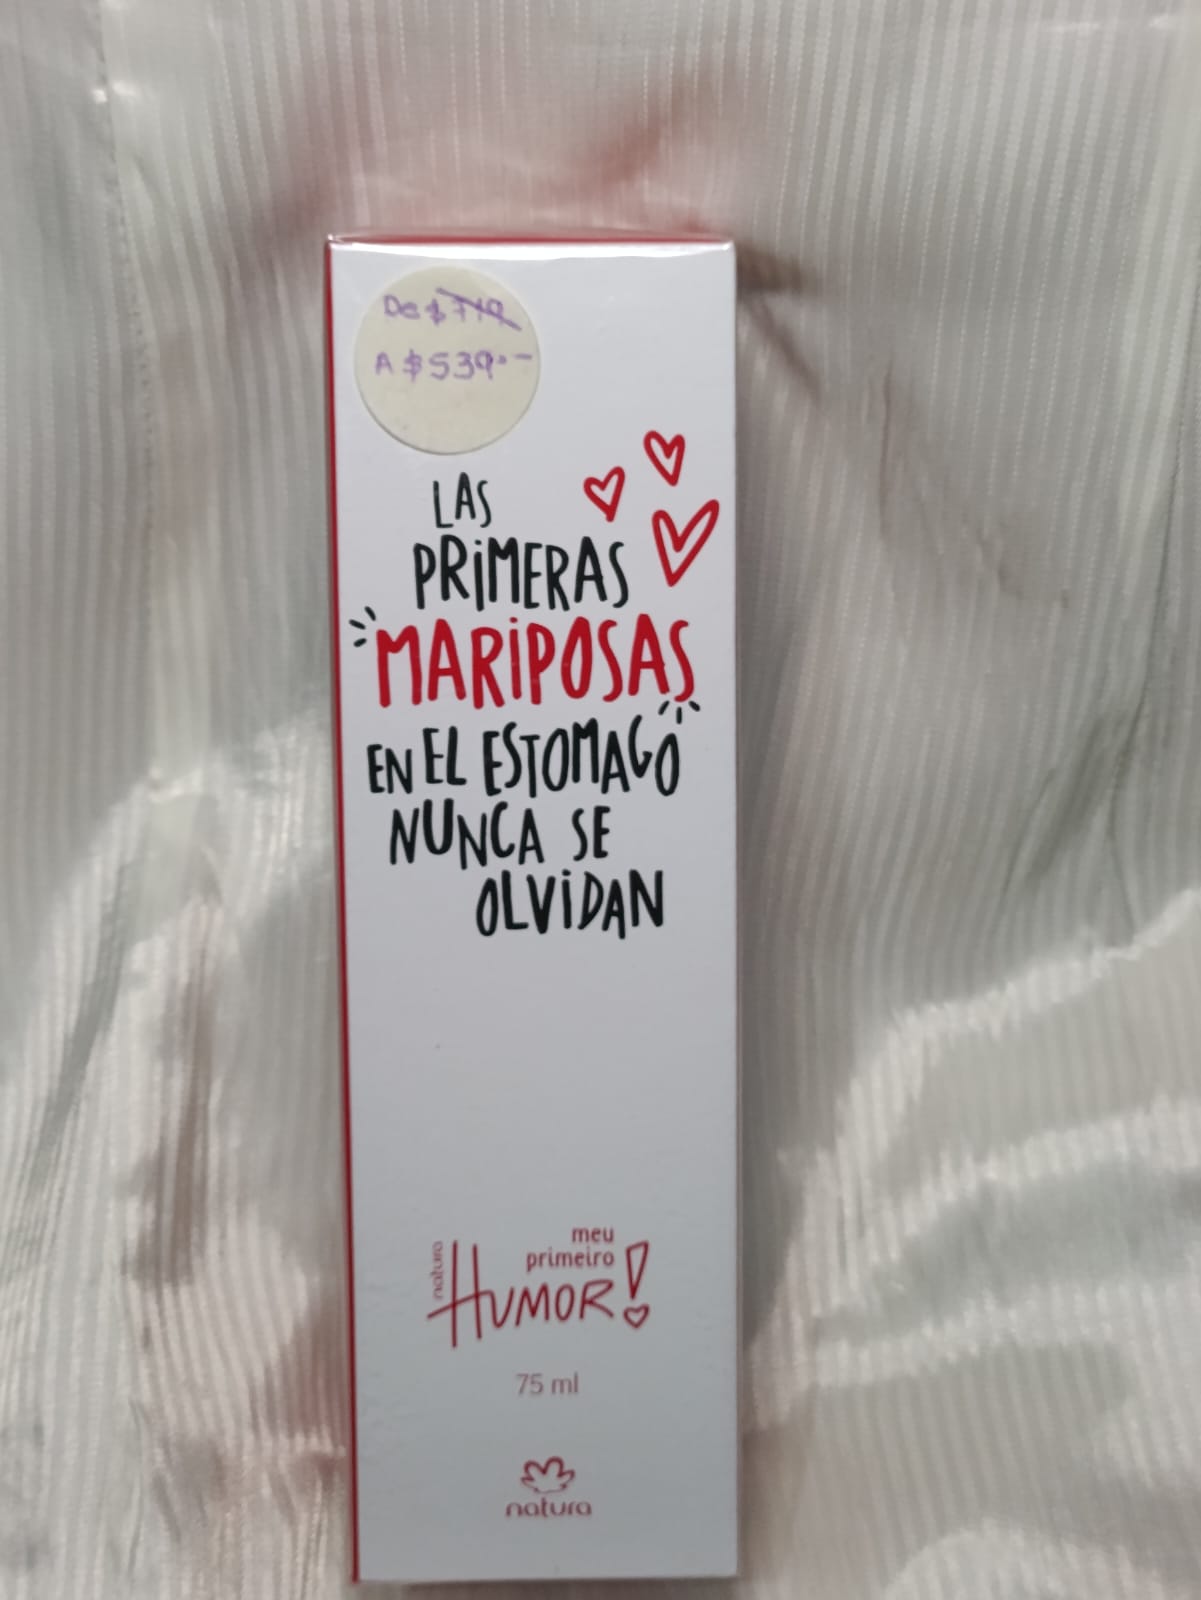 De $719
A $539.-
LAS
PRIMERAS
MARIPOSAS
EN EL ESTOMAGO
NUNCA SE
OLVIDAN
meu
primeiro
natura
HUMOR!
75 ml
natura